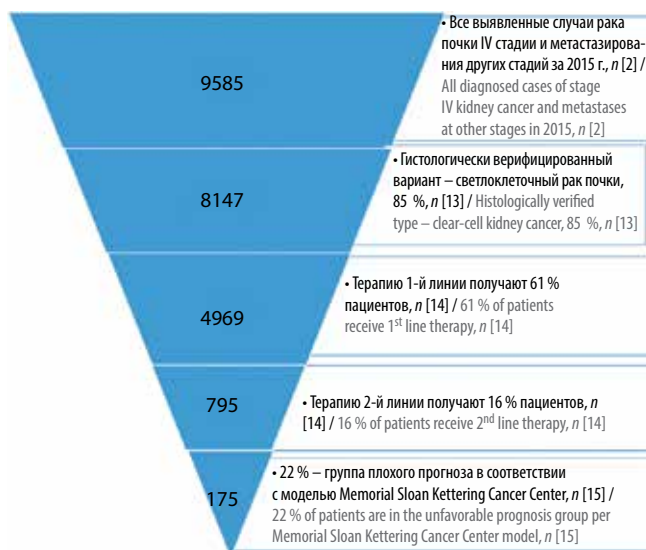 9585
• Все выявленные случаи рака
почки IV стадии и метастазирова-
ния других стадий за 2015 г., n [2] /
All diagnosed cases of stage
IV kidney cancer and metastases
at other stages in 2015, n [2]
8147
• Гистологически верифицированный
вариант – светлоклеточный рак почки,
85 %, n [13] / Histologically verified
type – clear-cell kidney cancer, 85 %, n [13]
4969
• Терапию 1-й линии получают 61 %
пациентов, n [14] / 61 % of patients
receive 1st line therapy, n [14]
795
• Терапию 2-й линии получают 16 % пациентов, n
[14] / 16 % of patients receive 2nd line therapy, n [14]
175
• 22 % – группа плохого прогноза в соответствии
с моделью Memorial Sloan Kettering Cancer Center, n [15] /
22 % of patients are in the unfavorable prognosis group per
Memorial Sloan Kettering Cancer Center model, n [15]